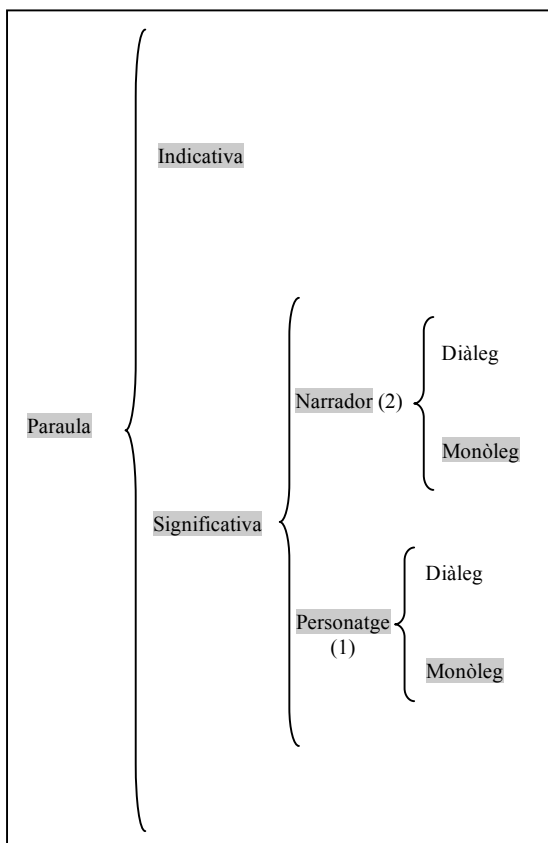 Indicativa
Diàleg
Narrador (2)
Paraula
Monòleg
Significativa
Diàleg
Personatge
(1)
Monòleg